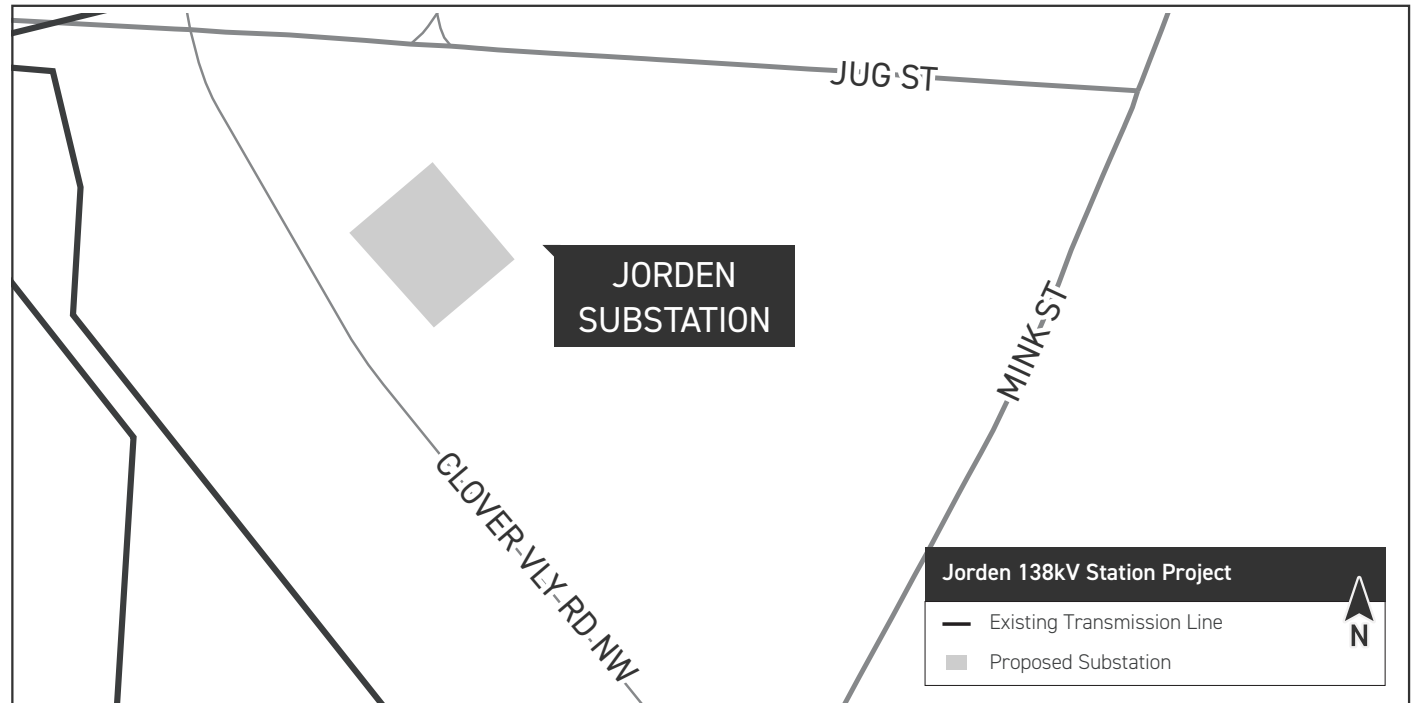 JUG ST
JORDEN
SUBSTATION
MINK ST
CLOVER VLY RD NW
Jorden 138kV Station Project
Existing Transmission Line
Proposed Substation
N